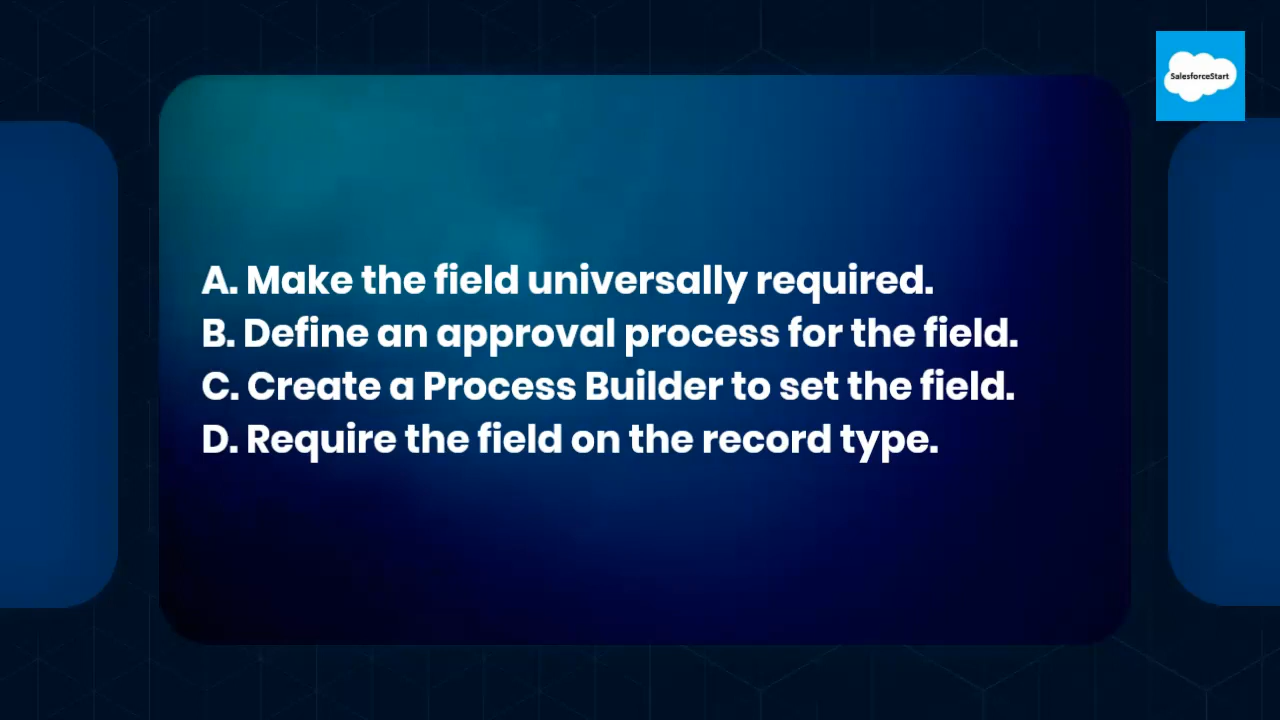 SalesforceStart
A. Make the field universally required.
B. Define an approval process for the field.
C. Create a Process Builder to set the field.
D. Require the field on the record type.